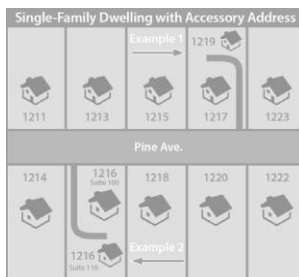 Single-Family Dwelling with Accessory Address
Example 1
1219
1211
1213
1215
1217
1223
Pine Ave.
1214
1216
Suite 100
1218
1220
1222
1216
Suite 110
Example 2